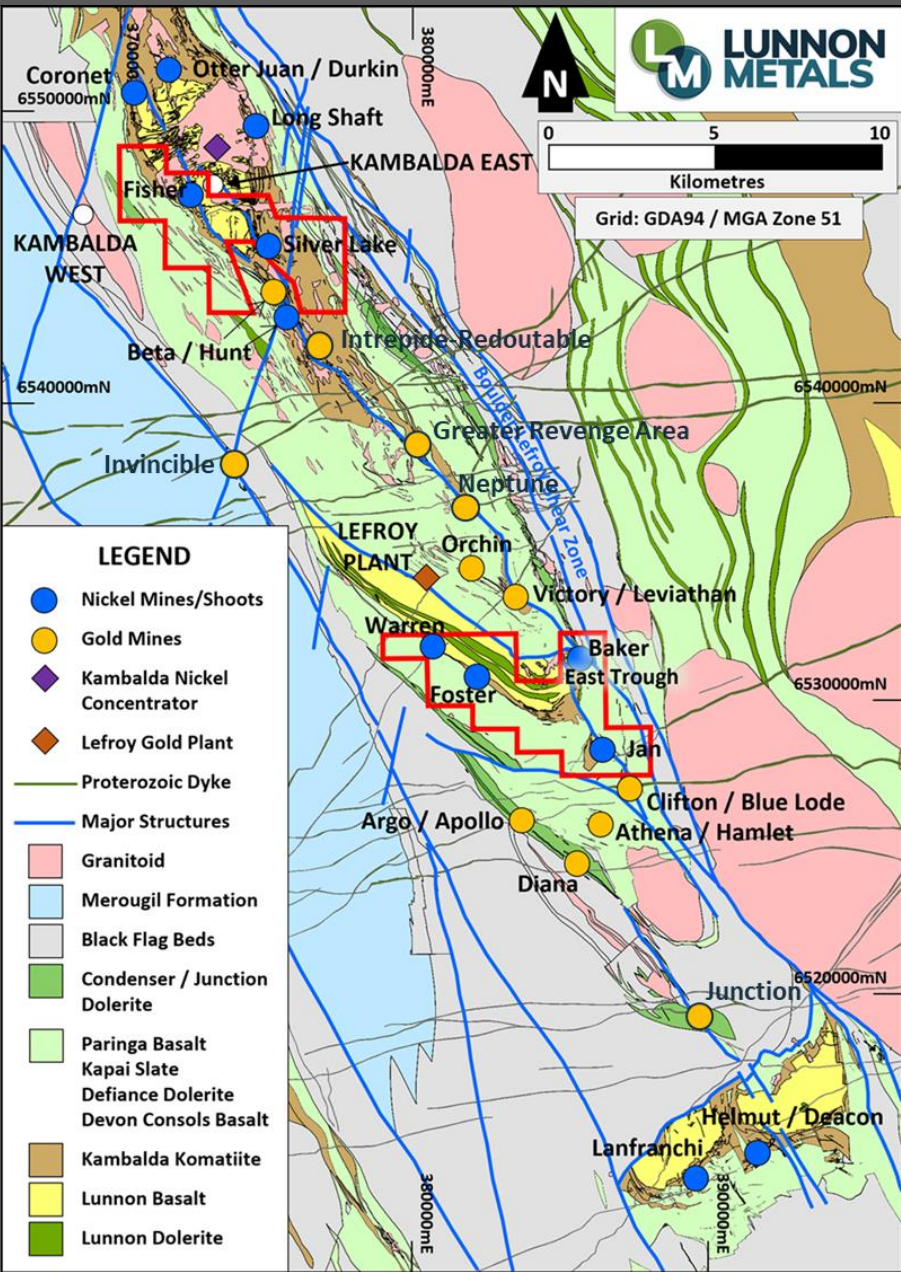 Coronet
370000
Otter Juan / Durkin
380000mE
LM
LUNNON
METALS
N
6550000mN
Long Shaft
KAMBALDA EAST
0 5 10
Kilometres
Grid: GDA94 / MGA Zone 51
Fisher
KAMBALDA
WEST
Silver Lake
Beta / Hunt
Intrepide-Redoutable
6540000mN
6540000mN
Boulder Lefroy Shear Zone
Greater Revenge Area
Invincible
Neptune
LEFROY
PLANT
Orchin
Victory / Leviathan
Warren
Baker
East Trough
Foster
6530000mN
Jan
Clifton / Blue Lode
Argo / Apollo
Athena / Hamlet
Diana
6520000mN
Junction
Helmut / Deacon
Lanfranchi
380000mE
390000mE
LEGEND
Nickel Mines/Shoots
Gold Mines
Kambalda Nickel
Concentrator
Lefroy Gold Plant
Proterozoic Dyke
Major Structures
Granitoid
Merougil Formation
Black Flag Beds
Condenser / Junction
Dolerite
Paringa Basalt
Kapai Slate
Defiance Dolerite
Devon Consols Basalt
Kambalda Komatiite
Lunnon Basalt
Lunnon Dolerite